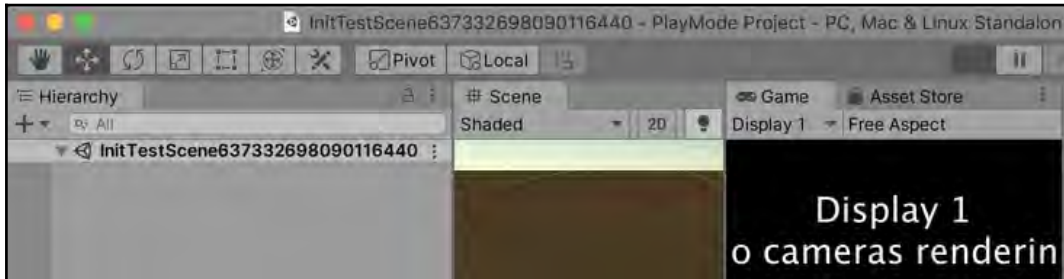 InitTestScene637332698090116440 - PlayMode Project - PC, Mac & Linux Standalon
Pivot Local
Hierarchy
All
InitTestScene637332698090116440
# Scene
Shaded 2D
Game Asset Store
Display 1 Free Aspect
Display 1
o cameras renderin